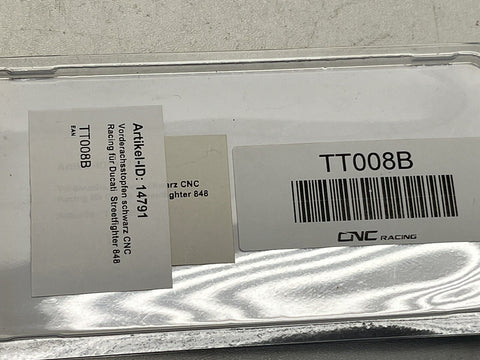 Artikel-ID: 14791
Vorderachsstopfen schwarz CNC
Racing für Ducati Streetfighter 848
TT008B
EAN
arz CNC
etfighter 848
TT008B
CNC RACING